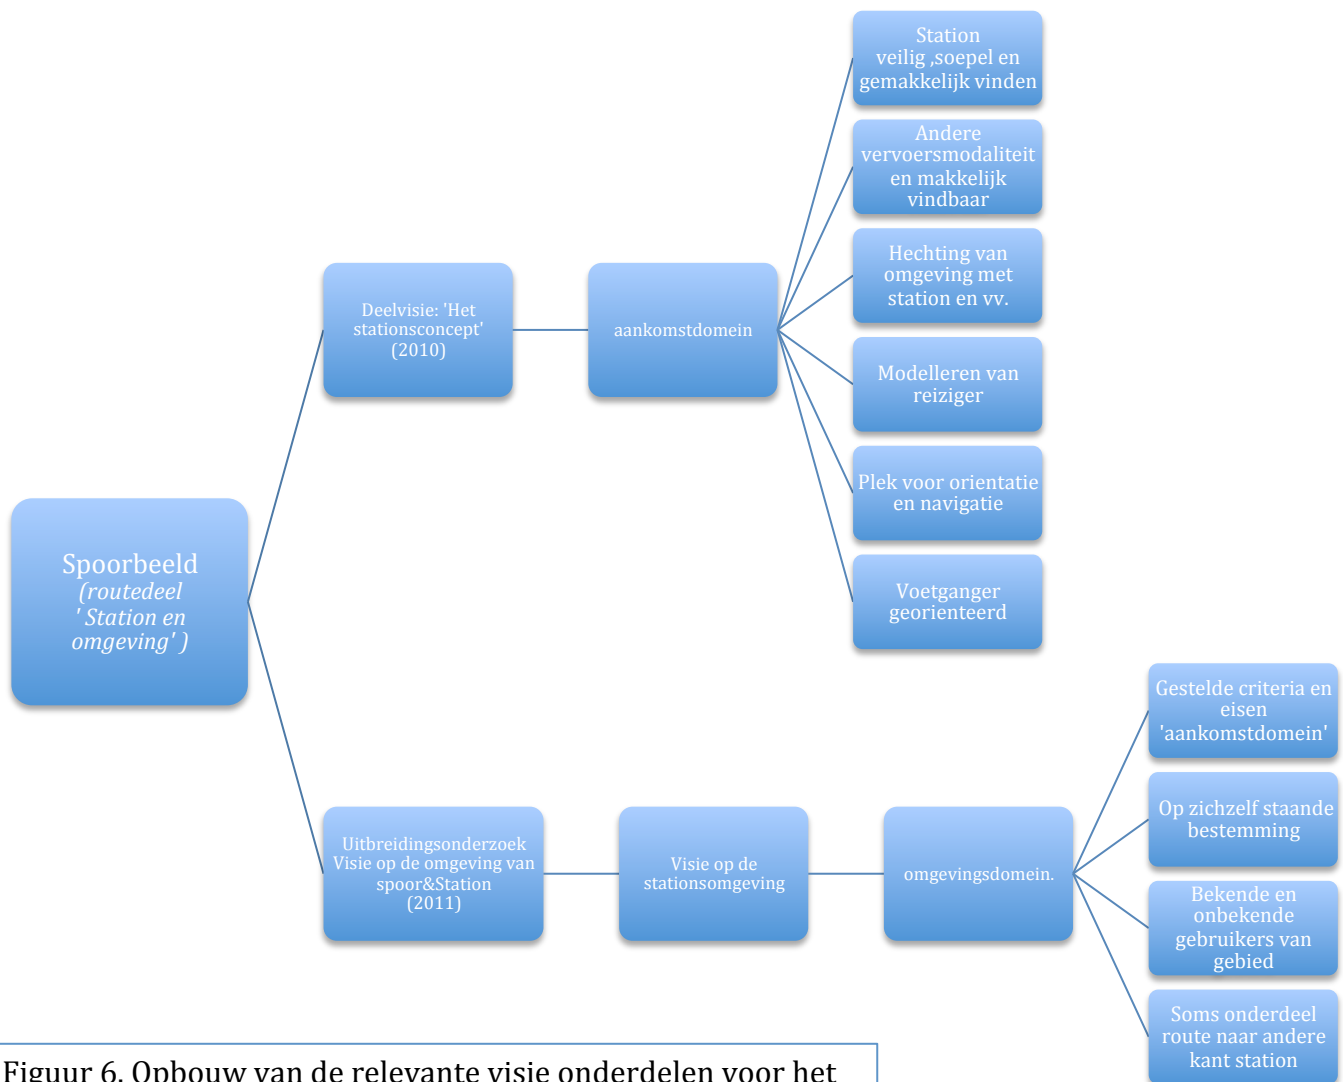 Station
veilig ,soepel en
gemakkelijk vinden
Andere
vervoersmodaliteit
en makkelijk
vindbaar
Hechting van
omgeving met
station en vv.
Modelleren van
reiziger
Plek voor orientatie
en navigatie
Voetganger
georienteerd
Deelvisie: 'Het
stationsconcept'
(2010)
aankomstdomein
Spoorbeeld
(routedeel
' Station en
omgeving' )
Uitbreidingsonderzoek
Visie op de omgeving van
spoor&Station
(2011)
Visie op de
stationsomgeving
omgevingsdomein.
Gestelde criteria en
eisen
'aankomstdomein'
Op zichzelf staande
bestemming
Bekende en
onbekende
gebruikers van
gebied
Soms onderdeel
route naar andere
kant station
Figuur 6. Opbouw van de relevante visie onderdelen voor het